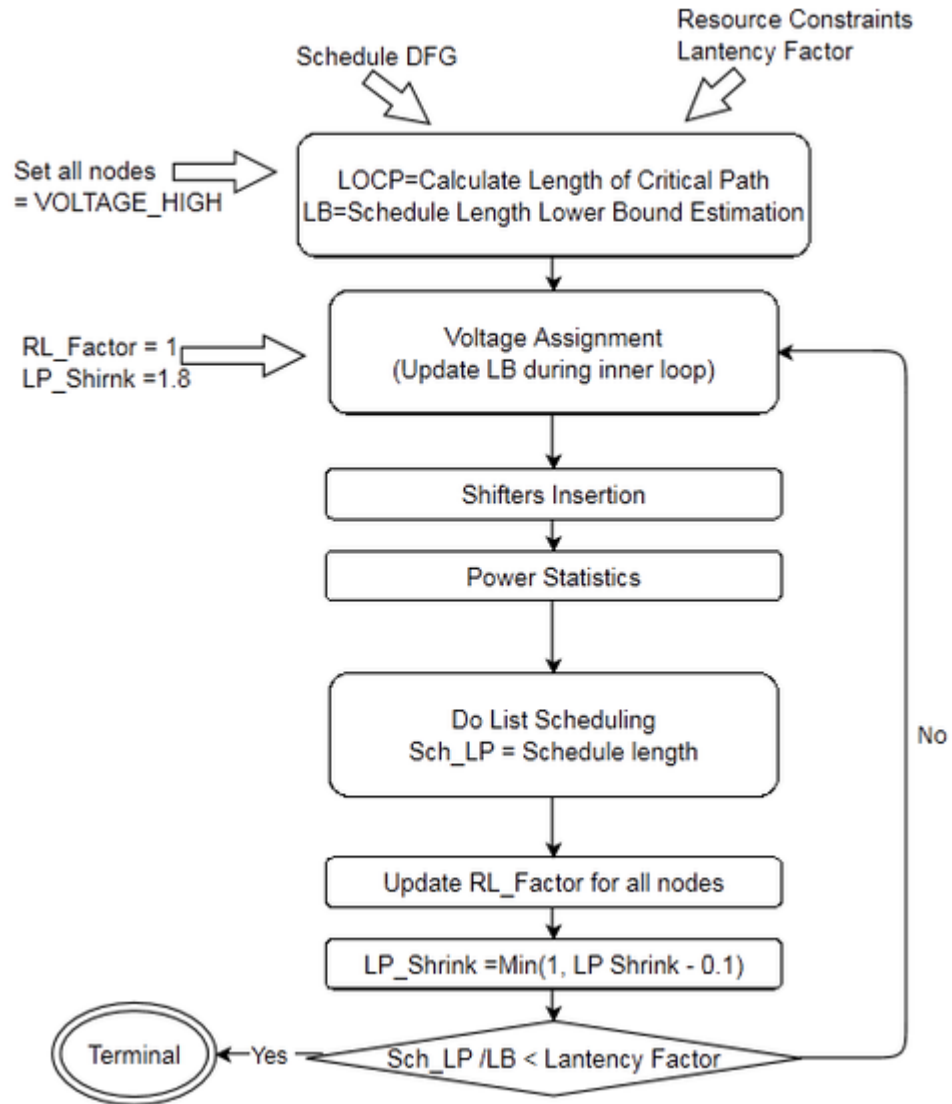 Resource Constraints
Lantency Factor
Schedule DFG
Set all nodes
= VOLTAGE_HIGH
LOCP=Calculate Length of Critical Path
LB=Schedule Length Lower Bound Estimation
RL_Factor = 1
LP_Shirnk =1.8
Voltage Assignment
(Update LB during inner loop)
Shifters Insertion
Power Statistics
Do List Scheduling
Sch_LP = Schedule length
No
Update RL_Factor for all nodes
LP_Shrink =Min(1, LP Shrink - 0.1)
Terminal
Yes
Sch_LP /LB < Lantency Factor